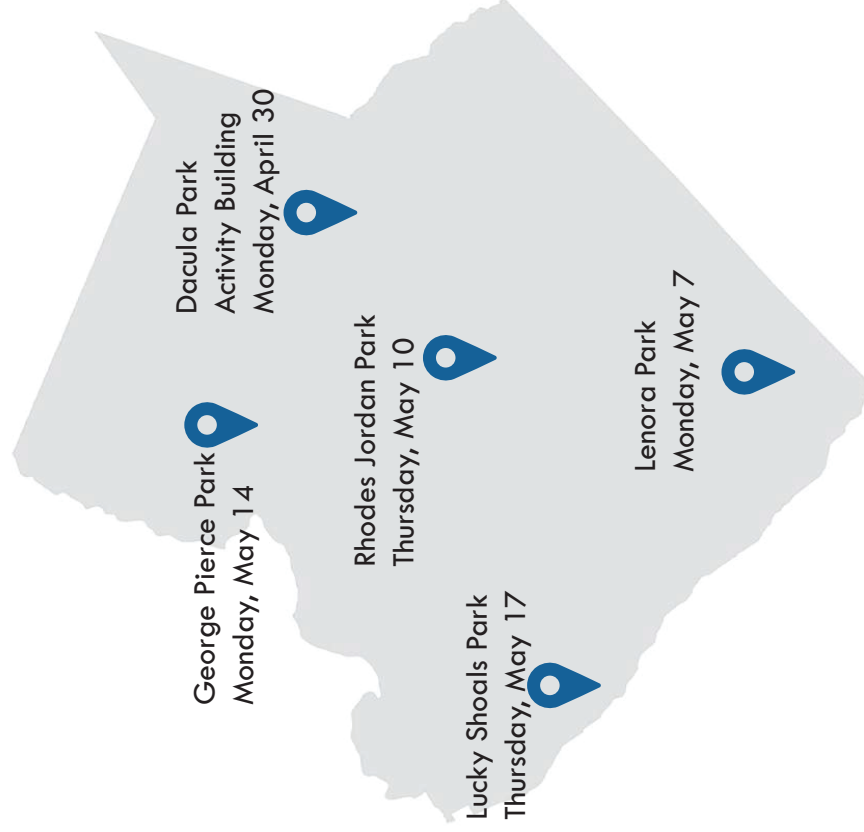 George Pierce Park
Monday, May 14
Dacula Park
Activity Building
Monday, April 30
Rhodes Jordan Park
Thursday, May 10
Lucky Shoals Park
Thursday, May 17
Lenora Park
Monday, May 7